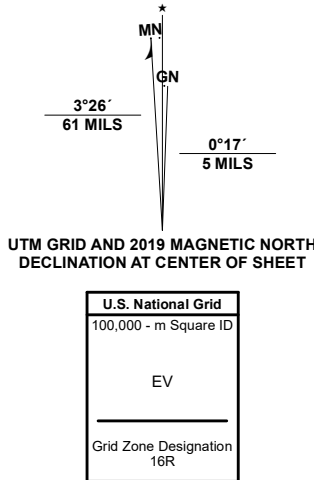 MN
GN
3°26´
61 MILS
0°17´
5 MILS
UTM GRID AND 2019 MAGNETIC NORTH
DECLINATION AT CENTER OF SHEET
U.S. National Grid
100,000 - m Square ID
EV
Grid Zone Designation
16R